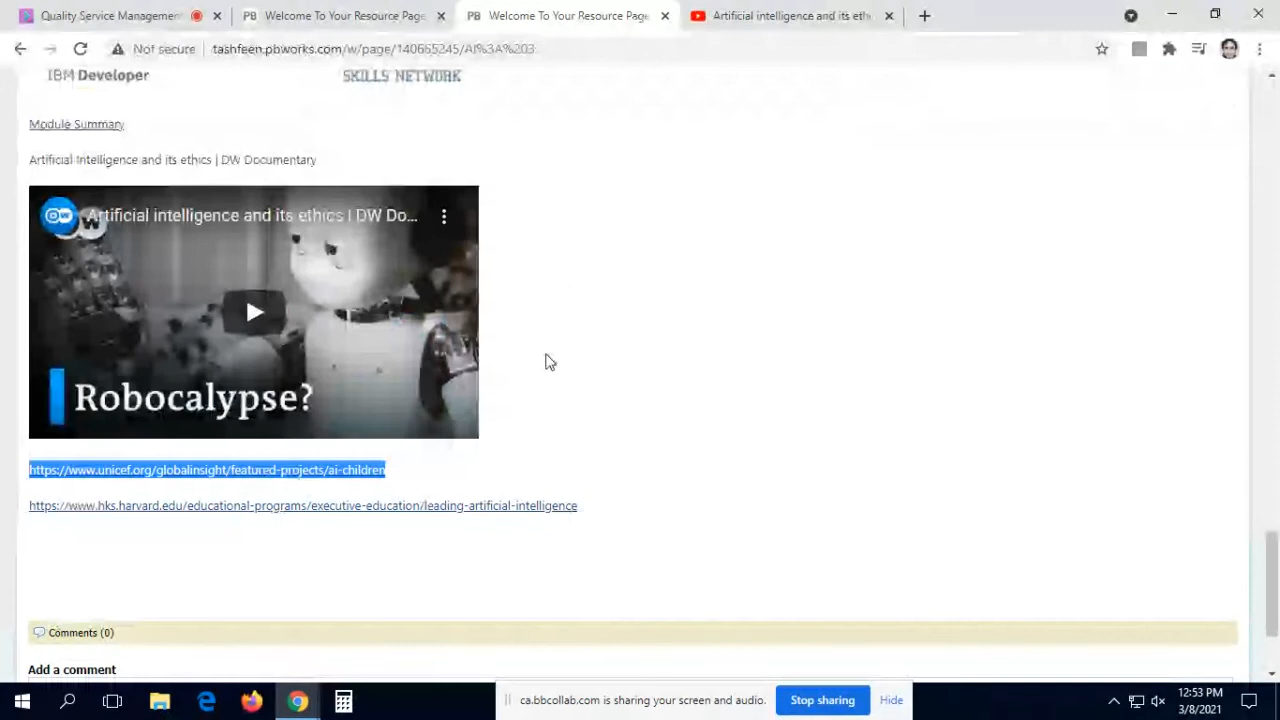 Quality Service Management
PB Welcome To Your Resource Page
PB Welcome To Your Resource Page
Artificial intelligence and its eth
Not secure
tashfeen.pbworks.com/w/page/140665245/AI%3A%203
IBM Developer
SKILLS NETWORK
Module Summary
Artificial Intelligence and its ethics | DW Documentary
Artificial intelligence and its ethics | DW Do...
Robocalypse?
https://www.unicef.org/globalinsight/featured-projects/ai-children
https://www.hks.harvard.edu/educational-programs/executive-education/leading-artificial-intelligence
Comments (0)
Add a comment
ca.bbcollab.com is sharing your screen and audio.
Stop sharing
Hide
12:53 PM
3/8/2021